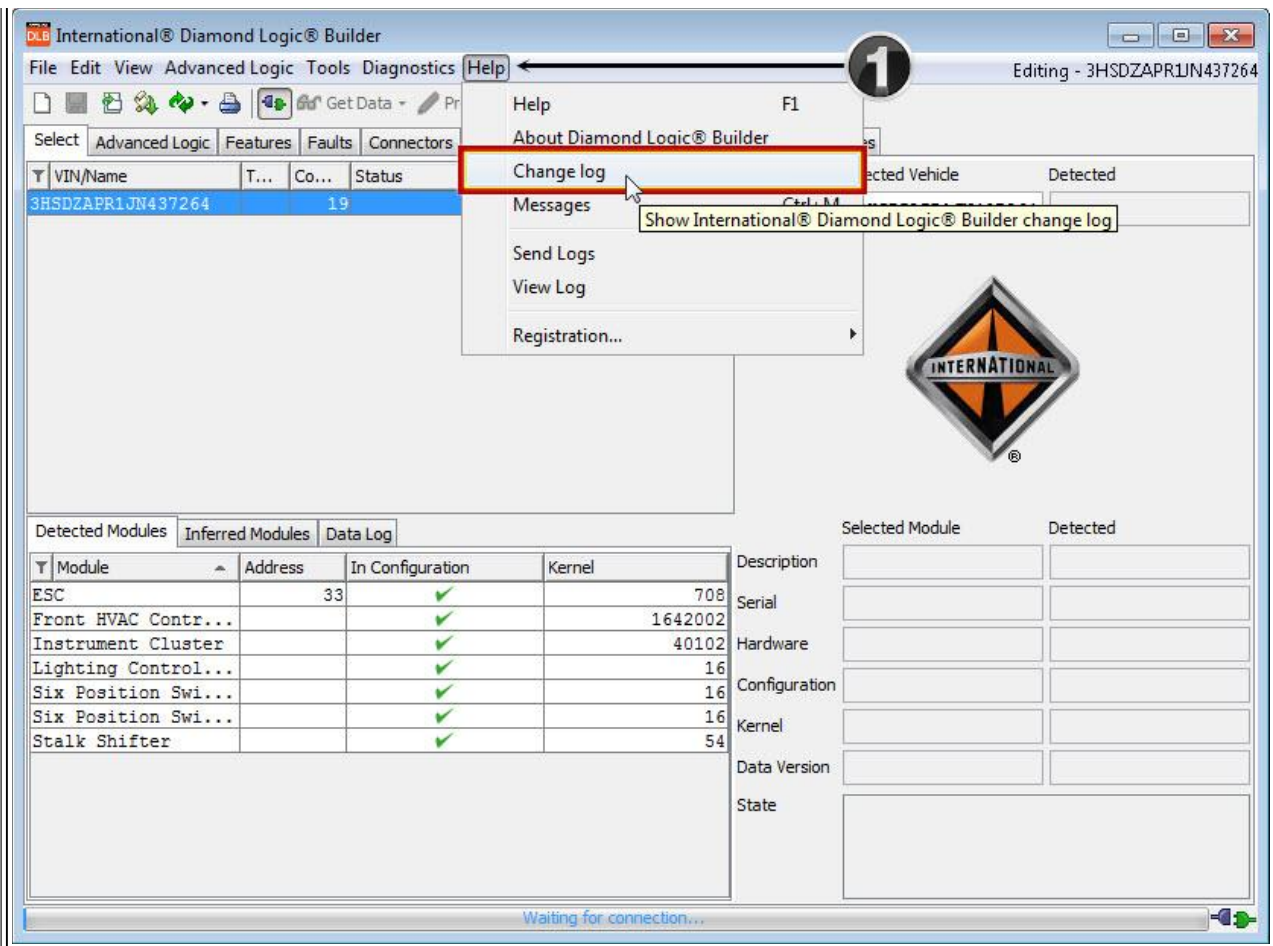 DLB International® Diamond Logic® Builder
File Edit View Advanced Logic Tools Diagnostics Help
1
Editing - 3HSDZAPR1JN437264
Get Data Pr
Help F1
About Diamond Logic® Builder
Change log
Messages Ctrl+M
Show International® Diamond Logic® Builder change log
Send Logs
View Log
Registration...
Select Advanced Logic Features Faults Connectors
VIN/Name T... Co... Status
3HSDZAPR1JN437264 19
ected Vehicle Detected
INTERNATIONAL
®
Detected Modules Inferred Modules Data Log
Module Address In Configuration Kernel
ESC 33 708
Front HVAC Contr... 1642002
Instrument Cluster 40102
Lighting Control... 16
Six Position Swi... 16
Six Position Swi... 16
Stalk Shifter 54
Selected Module Detected
Description
Serial
Hardware
Configuration
Kernel
Data Version
State
Waiting for connection...